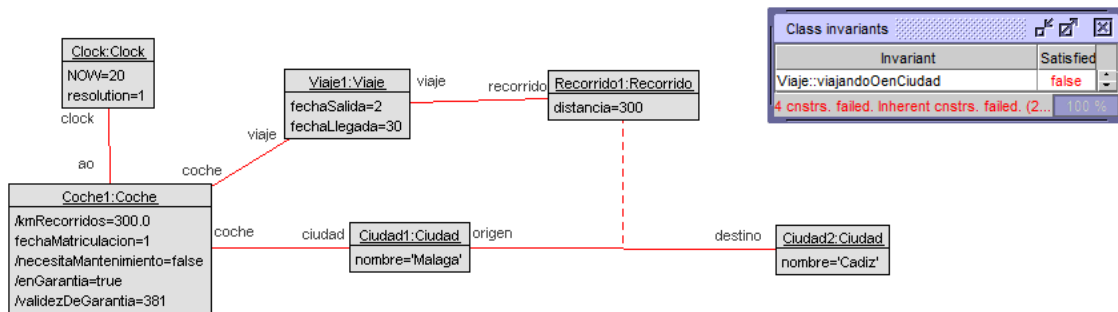 Clock:Clock
NOW=20
resolution=1
clock
ao
Viaje1:Viaje
fechaSalida=2
fechaLlegada=30
viaje
recorrido
viaje
coche
Recorrido1:Recorrido
distancia=300
Class invariants
Invariant
Satisfied
Viaje::viajandoOenCiudad
false
4 cnstrs. failed. Inherent cnstrs. failed. (2...
100 %
Coche1:Coche
/kmRecorridos=300.0
fechaMatriculacion=1
/necesitaMantenimiento=false
/enGarantia=true
/validezDeGarantia=381
coche
ciudad
Ciudad1:Ciudad
nombre='Malaga'
origen
destino
Ciudad2:Ciudad
nombre='Cadiz'